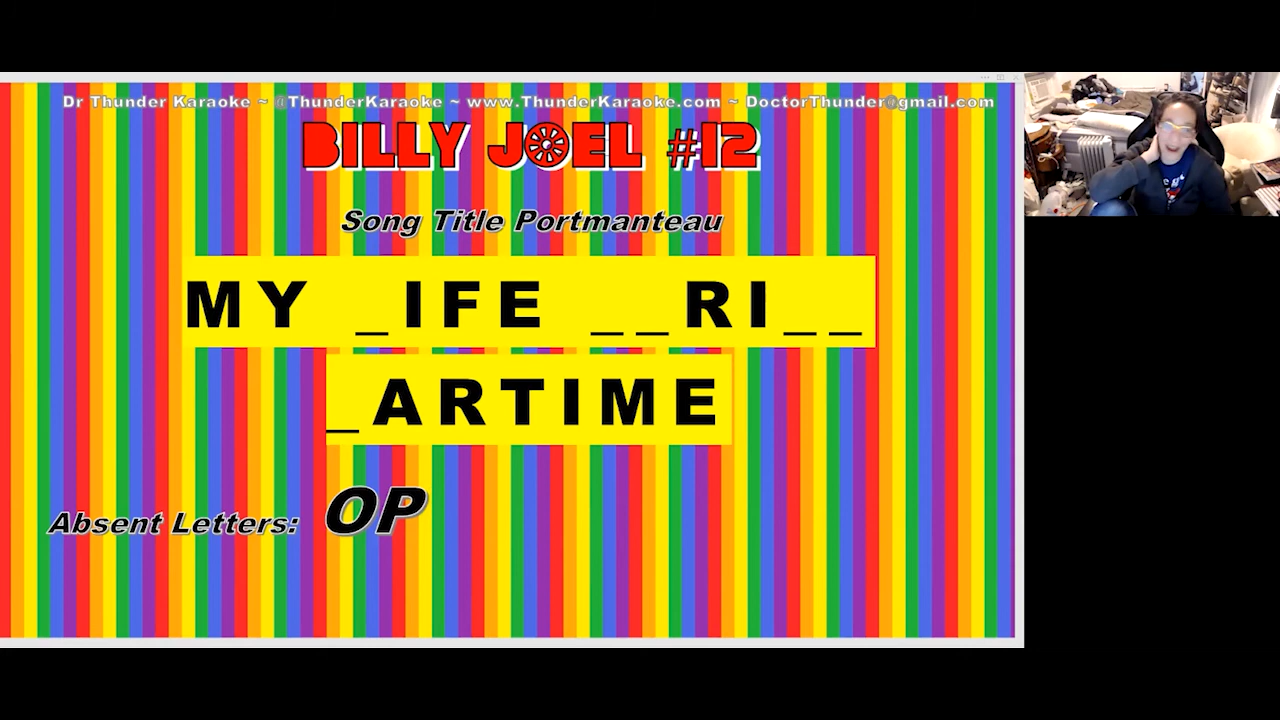 Dr Thunder Karaoke ~ @ThunderKaraoke ~ www.ThunderKaraoke.com ~ DoctorThunder@gmail.com
BILLY JOEL #12
Song Title Portmanteau
MY _IFE __RI__
_ARTIME
Absent Letters: OP